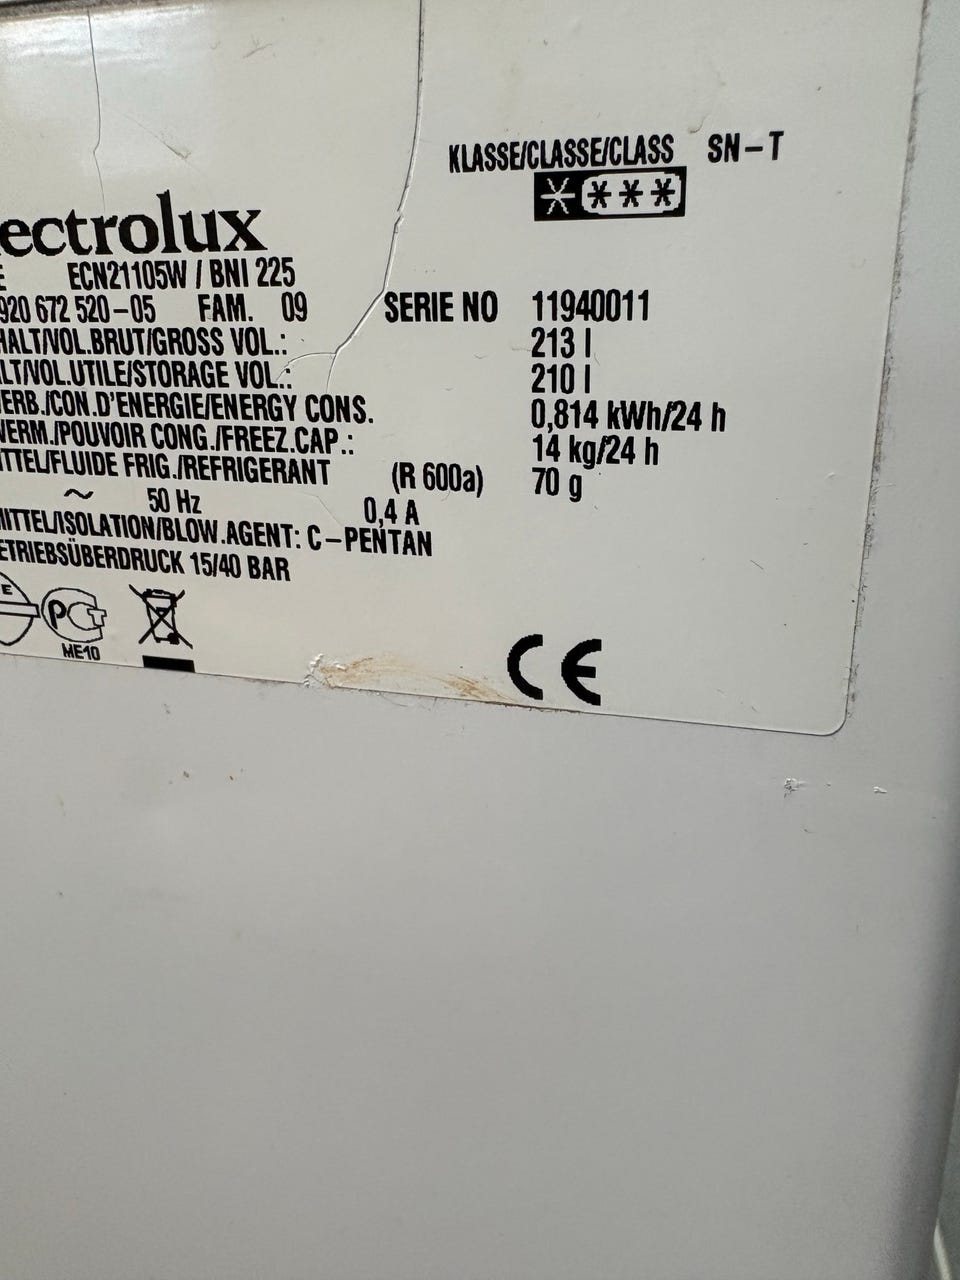 KLASSE/CLASSE/CLASS SN-T
ectrolux
E ECN21105W / BNI 225
920 672 520-05 FAM. 09 SERIE NO 11940011
HALT/VOL.BRUT/GROSS VOL.: 213 l
LT/VOL.UTILE/STORAGE VOL.: 210 l
ERB./CON.D'ENERGIE/ENERGY CONS. 0,814 kWh/24 h
VERM./POUVOIR CONG./FREEZ.CAP.: 14 kg/24 h
ITTEL/FLUIDE FRIG./REFRIGERANT (R 600a) 70 g
~ 50 Hz 0,4 A
MITTEL/ISOLATION/BLOW.AGENT: C-PENTAN
ETRIEBSÜBERDRUCK 15/40 BAR
E PCT
ME10
CE